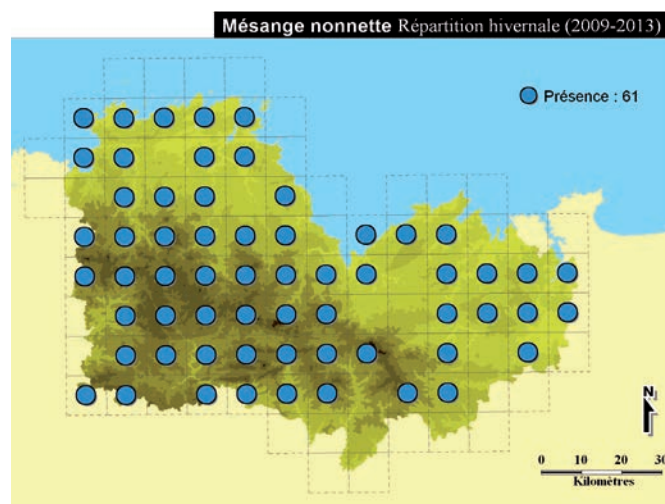 Mésange nonnette Répartition hivernale (2009-2013)
Présence : 61
N
0 10 20 30
Kilomètres